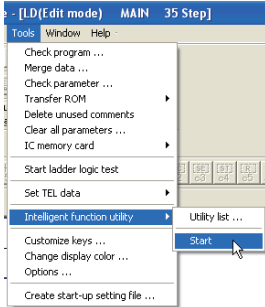 e - [LD(Edit mode) MAIN 35 Step]
Tools Window Help
Check program ...
Merge data ...
Check parameter ...
Transfer ROM
Delete unused comments
Clear all parameters ...
IC memory card
Start ladder logic test
Set TEL data
Intelligent function utility
Utility list ...
Start
Customize keys ...
Change display color ...
Options ...
Create start-up setting file ...